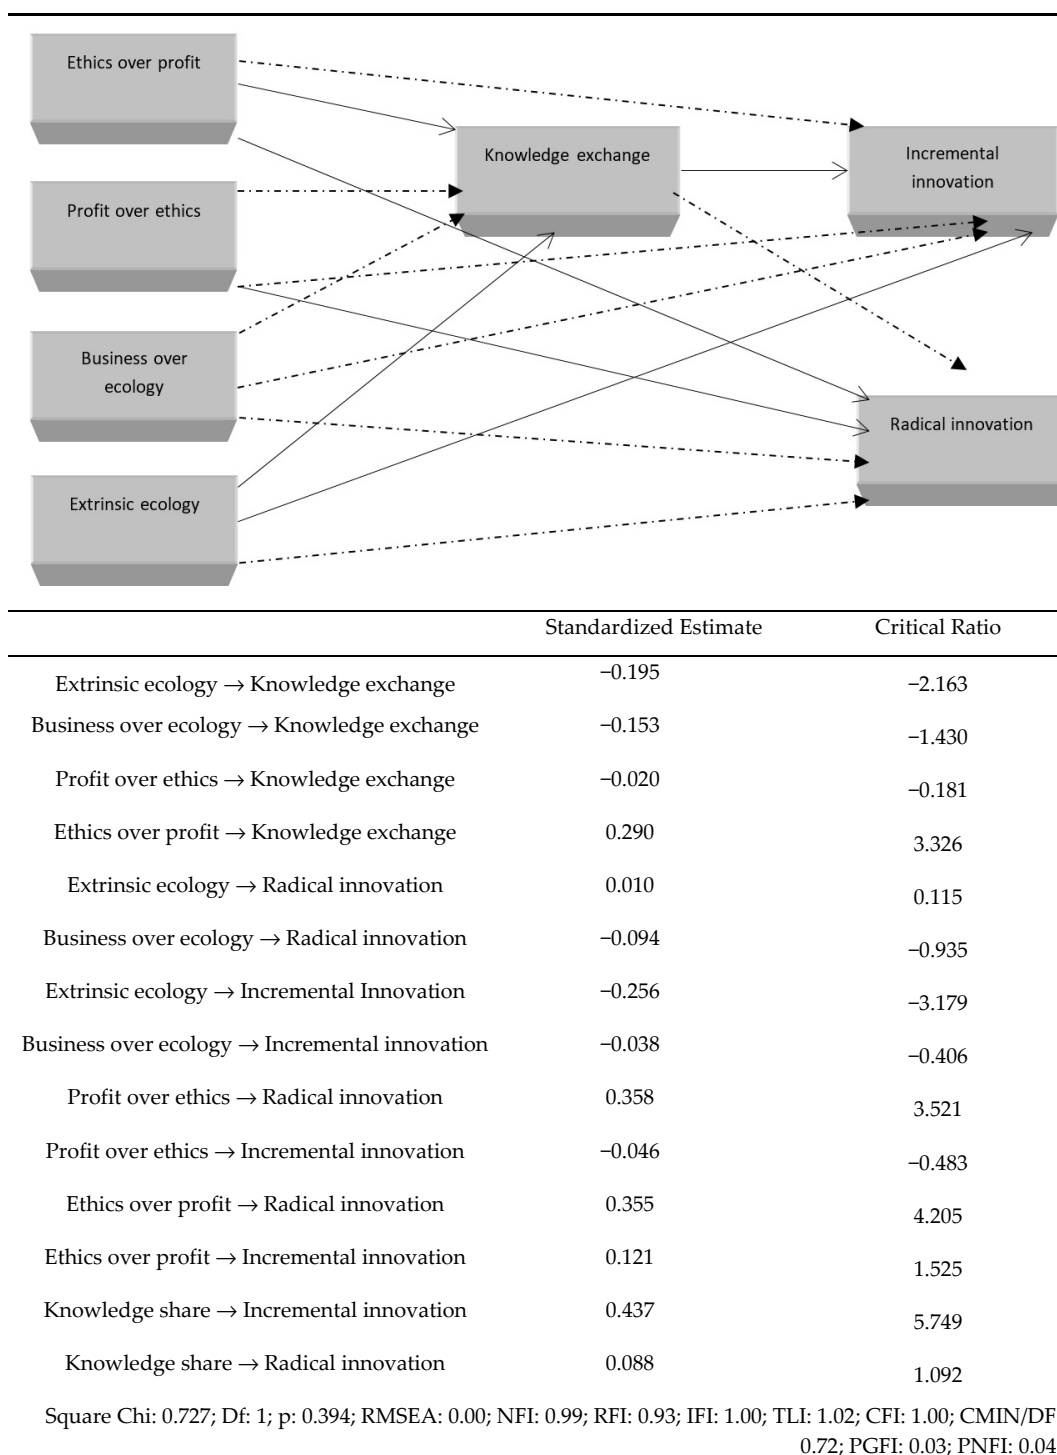 Ethics over profit
Knowledge exchange
Incremental
innovation
Profit over ethics
Business over
ecology
Radical innovation
Extrinsic ecology
Standardized Estimate Critical Ratio
Extrinsic ecology → Knowledge exchange −0.195 −2.163
Business over ecology → Knowledge exchange −0.153 −1.430
Profit over ethics → Knowledge exchange −0.020 −0.181
Ethics over profit → Knowledge exchange 0.290 3.326
Extrinsic ecology → Radical innovation 0.010 0.115
Business over ecology → Radical innovation −0.094 −0.935
Extrinsic ecology → Incremental Innovation −0.256 −3.179
Business over ecology → Incremental innovation −0.038 −0.406
Profit over ethics → Radical innovation 0.358 3.521
Profit over ethics → Incremental innovation −0.046 −0.483
Ethics over profit → Radical innovation 0.355 4.205
Ethics over profit → Incremental innovation 0.121 1.525
Knowledge share → Incremental innovation 0.437 5.749
Knowledge share → Radical innovation 0.088 1.092
Square Chi: 0.727; Df: 1; p: 0.394; RMSEA: 0.00; NFI: 0.99; RFI: 0.93; IFI: 1.00; TLI: 1.02; CFI: 1.00; CMIN/DF
0.72; PGFI: 0.03; PNFI: 0.04